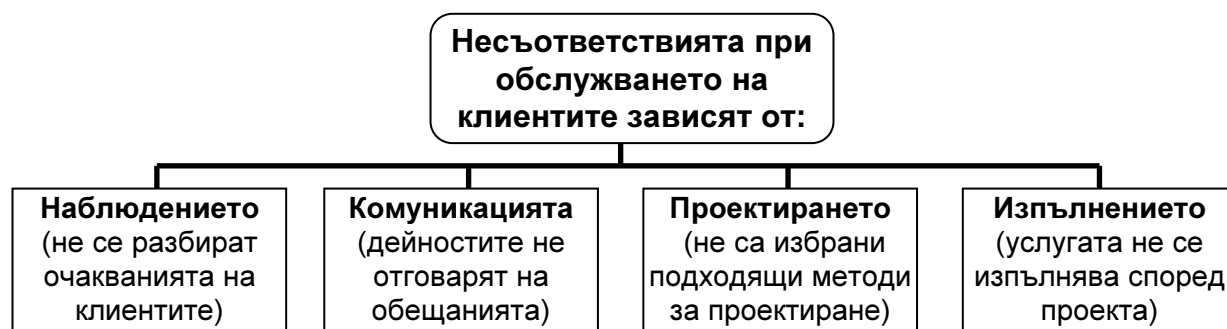 Несъответствията при
обслужването на
клиентите зависят от:
Наблюдението
(не се разбират
очакванията на
клиентите)
Комуникацията
(дейностите не
отговарят на
обещанията)
Проектирането
(не са избрани
подходящи методи
за проектиране)
Изпълнението
(услугата не се
изпълнява според
проекта)